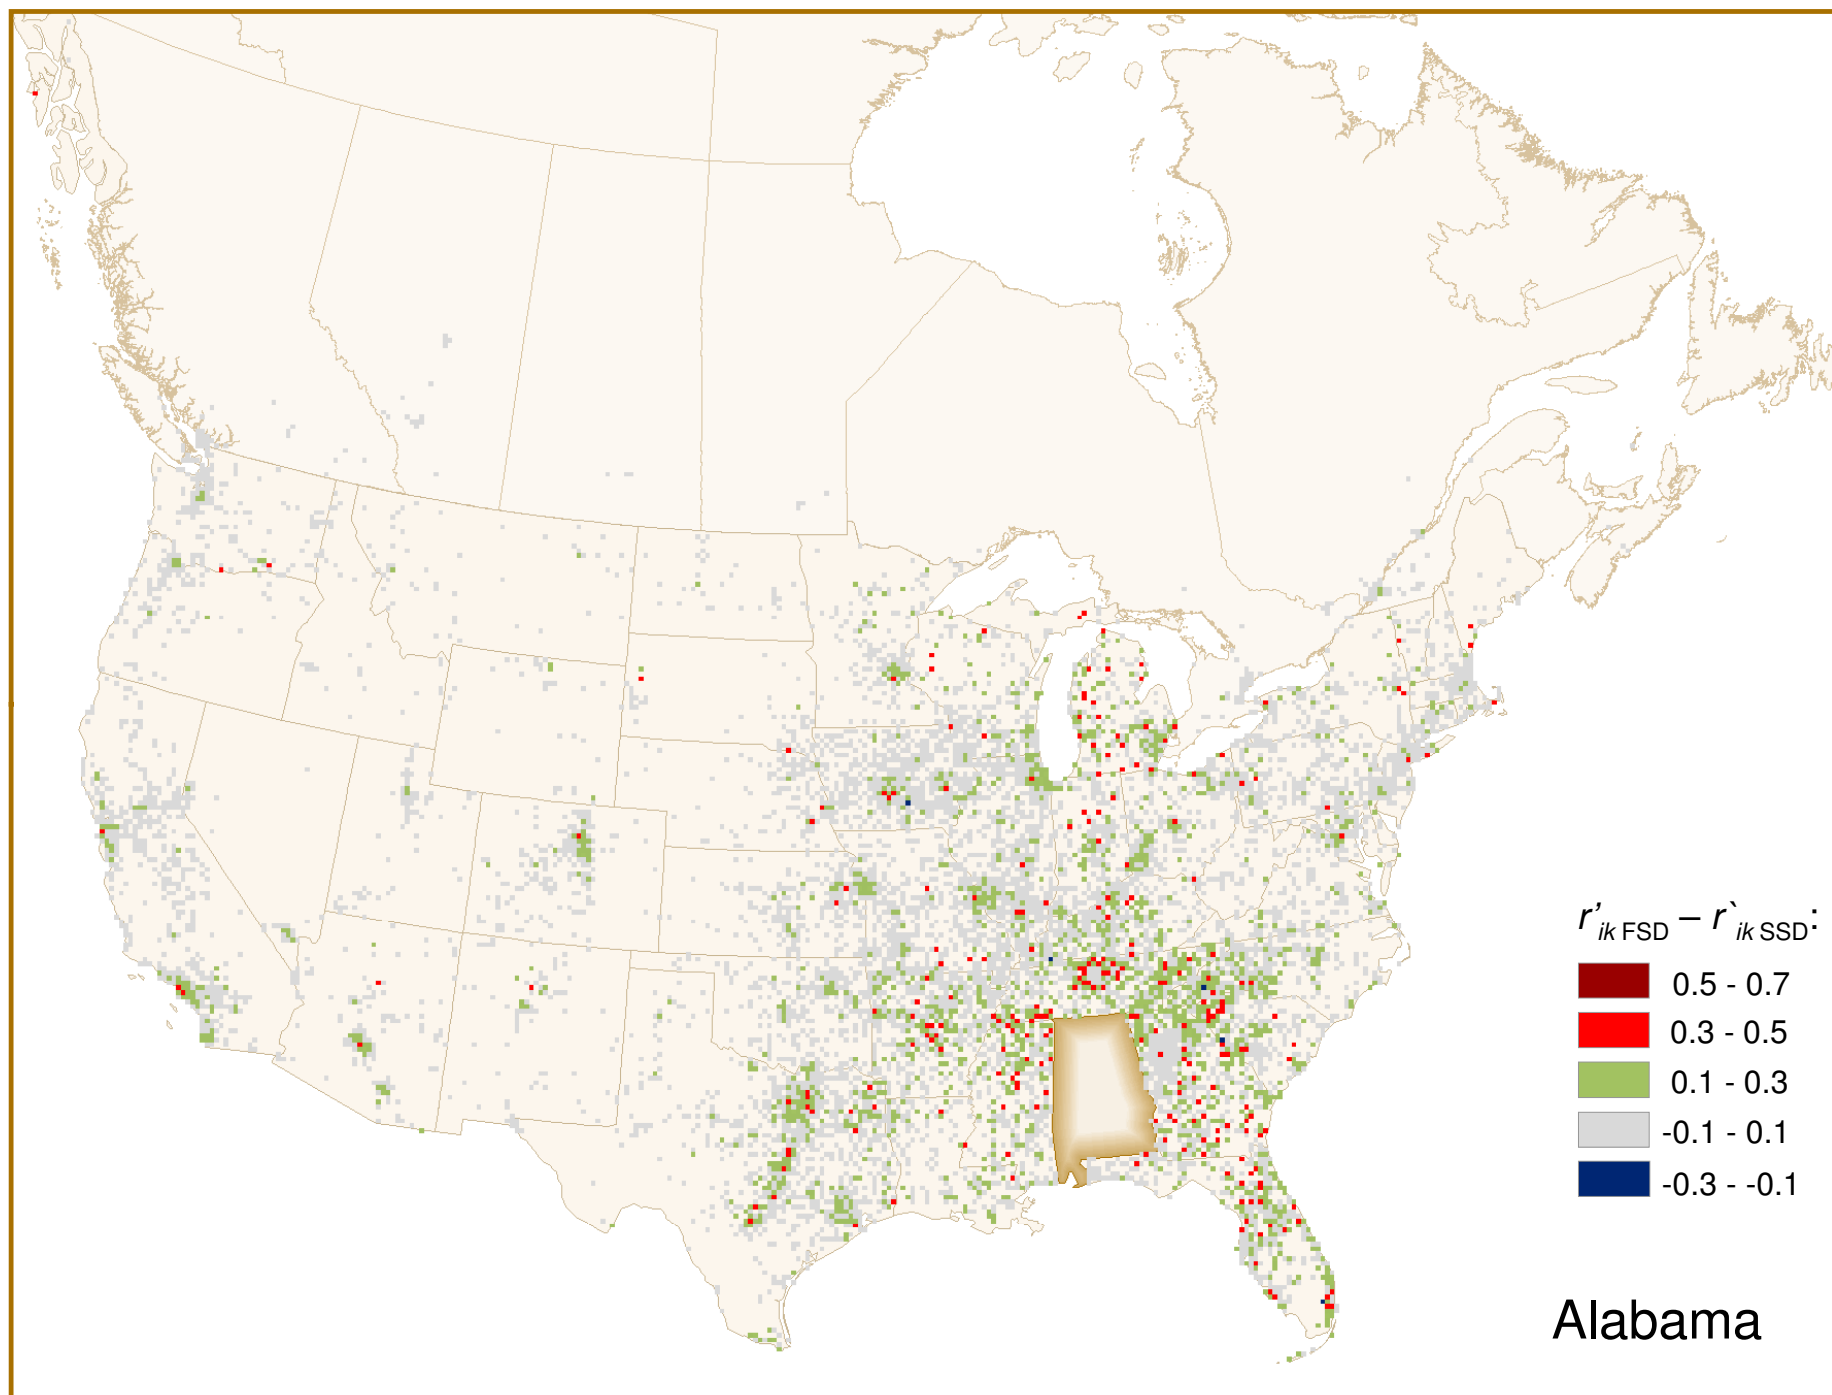 r’ik FSD – r`ik SSD:
0.5 - 0.7
0.3 - 0.5
0.1 - 0.3
-0.1 - 0.1
-0.3 - -0.1
Alabama